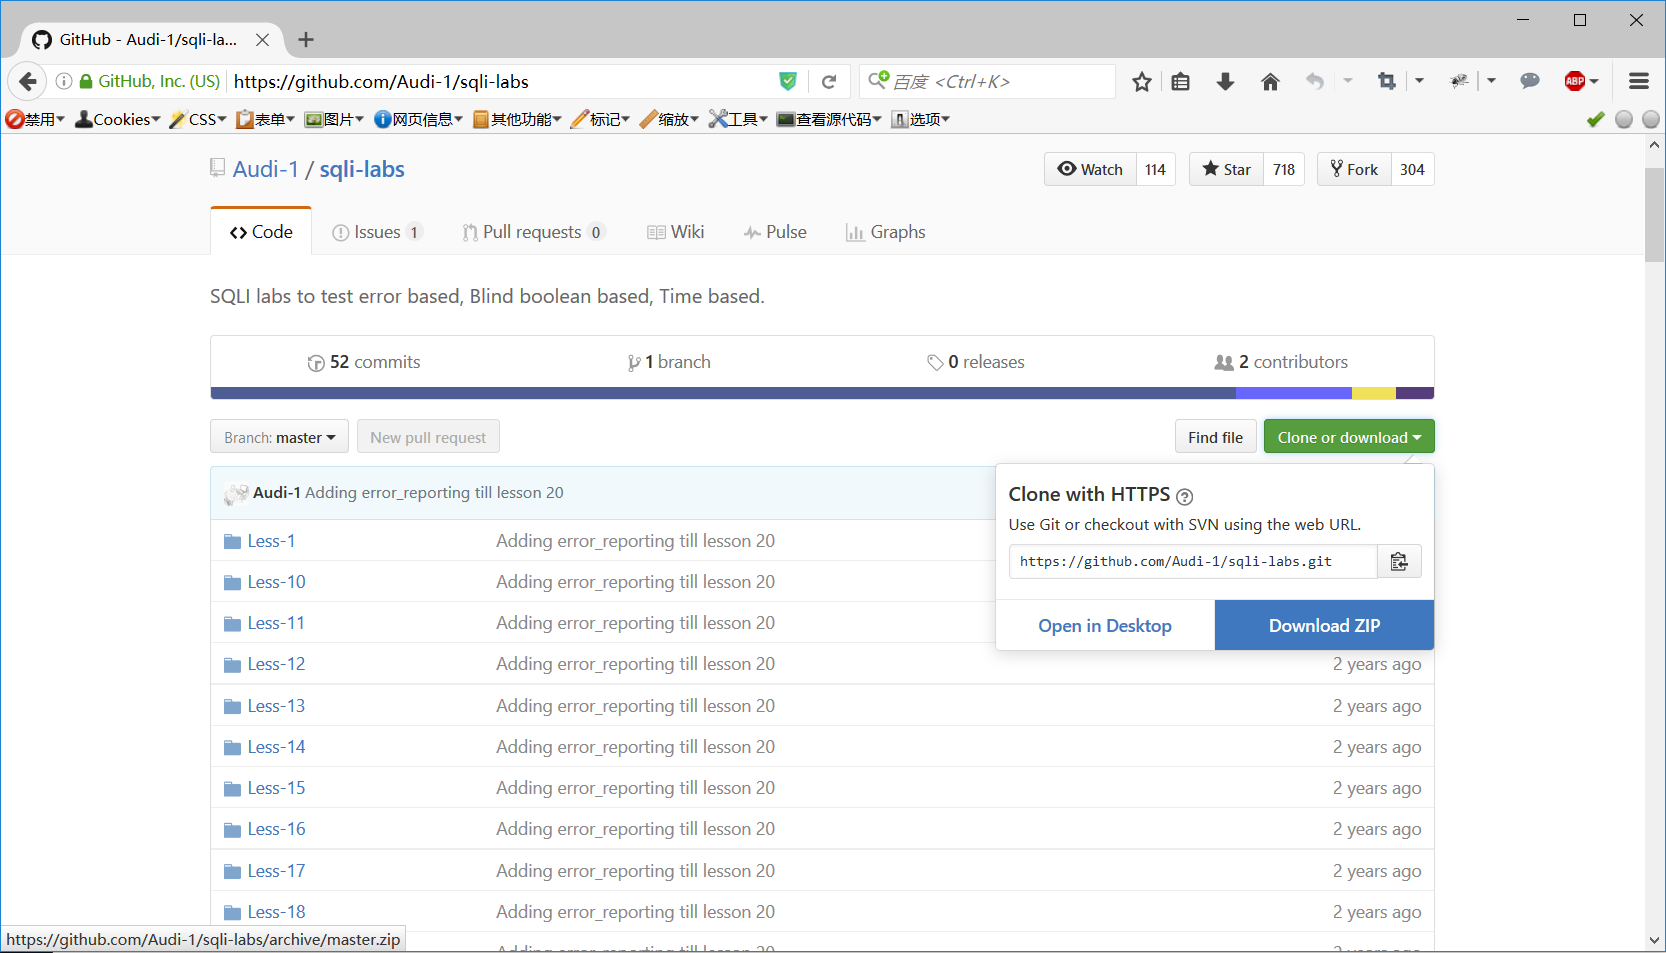 GitHub - Audi-1/sqli-la...
GitHub, Inc. (US) https://github.com/Audi-1/sqli-labs 百度 <Ctrl+K> ABP
禁用 Cookies CSS 表单 图片 网页信息 其他功能 标记 缩放 工具 查看源代码 选项
Audi-1 / sqli-labs Watch 114 Star 718 Fork 304
Code Issues 1 Pull requests 0 Wiki Pulse Graphs
SQLI labs to test error based, Blind boolean based, Time based.
52 commits 1 branch 0 releases 2 contributors
Branch: master New pull request Find file Clone or download
Audi-1 Adding error_reporting till lesson 20
Clone with HTTPS
Use Git or checkout with SVN using the web URL.
https://github.com/Audi-1/sqli-labs.git
Open in Desktop Download ZIP
Less-1 Adding error_reporting till lesson 20
Less-10 Adding error_reporting till lesson 20
Less-11 Adding error_reporting till lesson 20
Less-12 Adding error_reporting till lesson 20 2 years ago
Less-13 Adding error_reporting till lesson 20 2 years ago
Less-14 Adding error_reporting till lesson 20 2 years ago
Less-15 Adding error_reporting till lesson 20 2 years ago
Less-16 Adding error_reporting till lesson 20 2 years ago
Less-17 Adding error_reporting till lesson 20 2 years ago
Less-18 Adding error_reporting till lesson 20 2 years ago
Adding error_reporting till lesson 20 2 years ago
https://github.com/Audi-1/sqli-labs/archive/master.zip